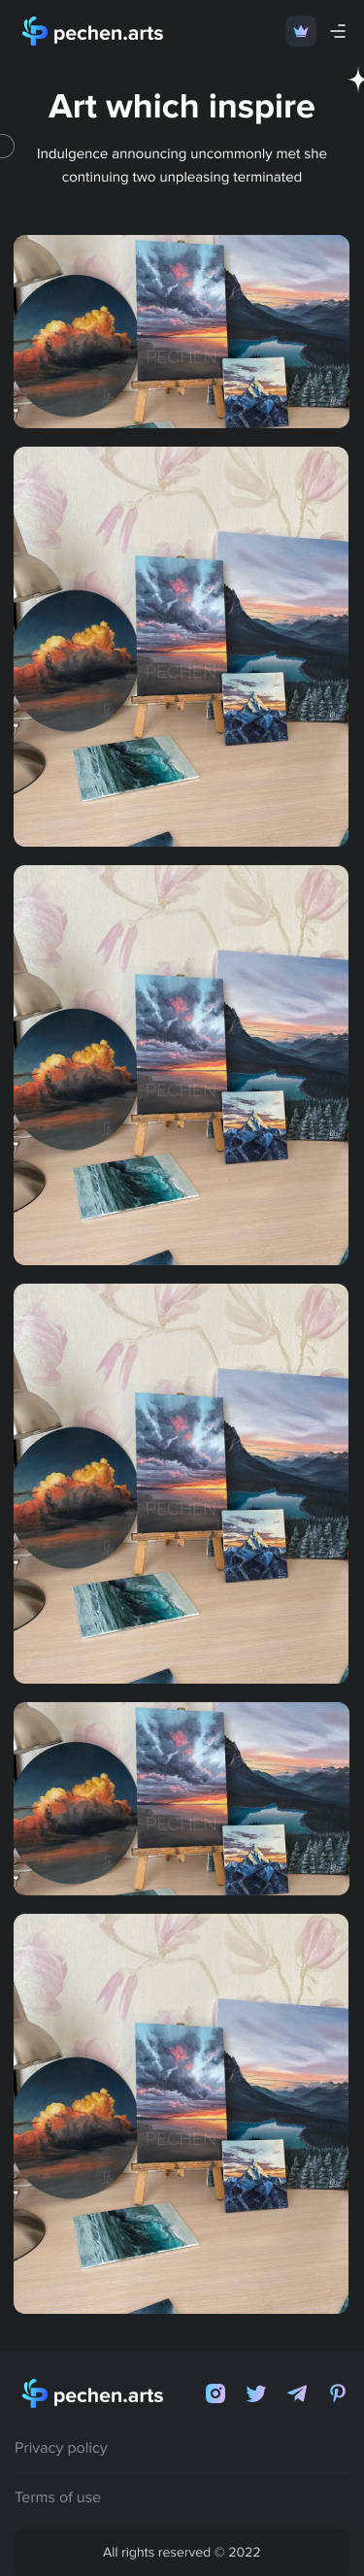 pechen.arts
Art which inspire
Indulgence announcing uncommonly met she
continuing two unpleasing terminated
PECHEN
PECHEN
PECHEN
PECHEN
PECHEN
PECHEN
pechen.arts
Privacy policy
Terms of use
All rights reserved © 2022